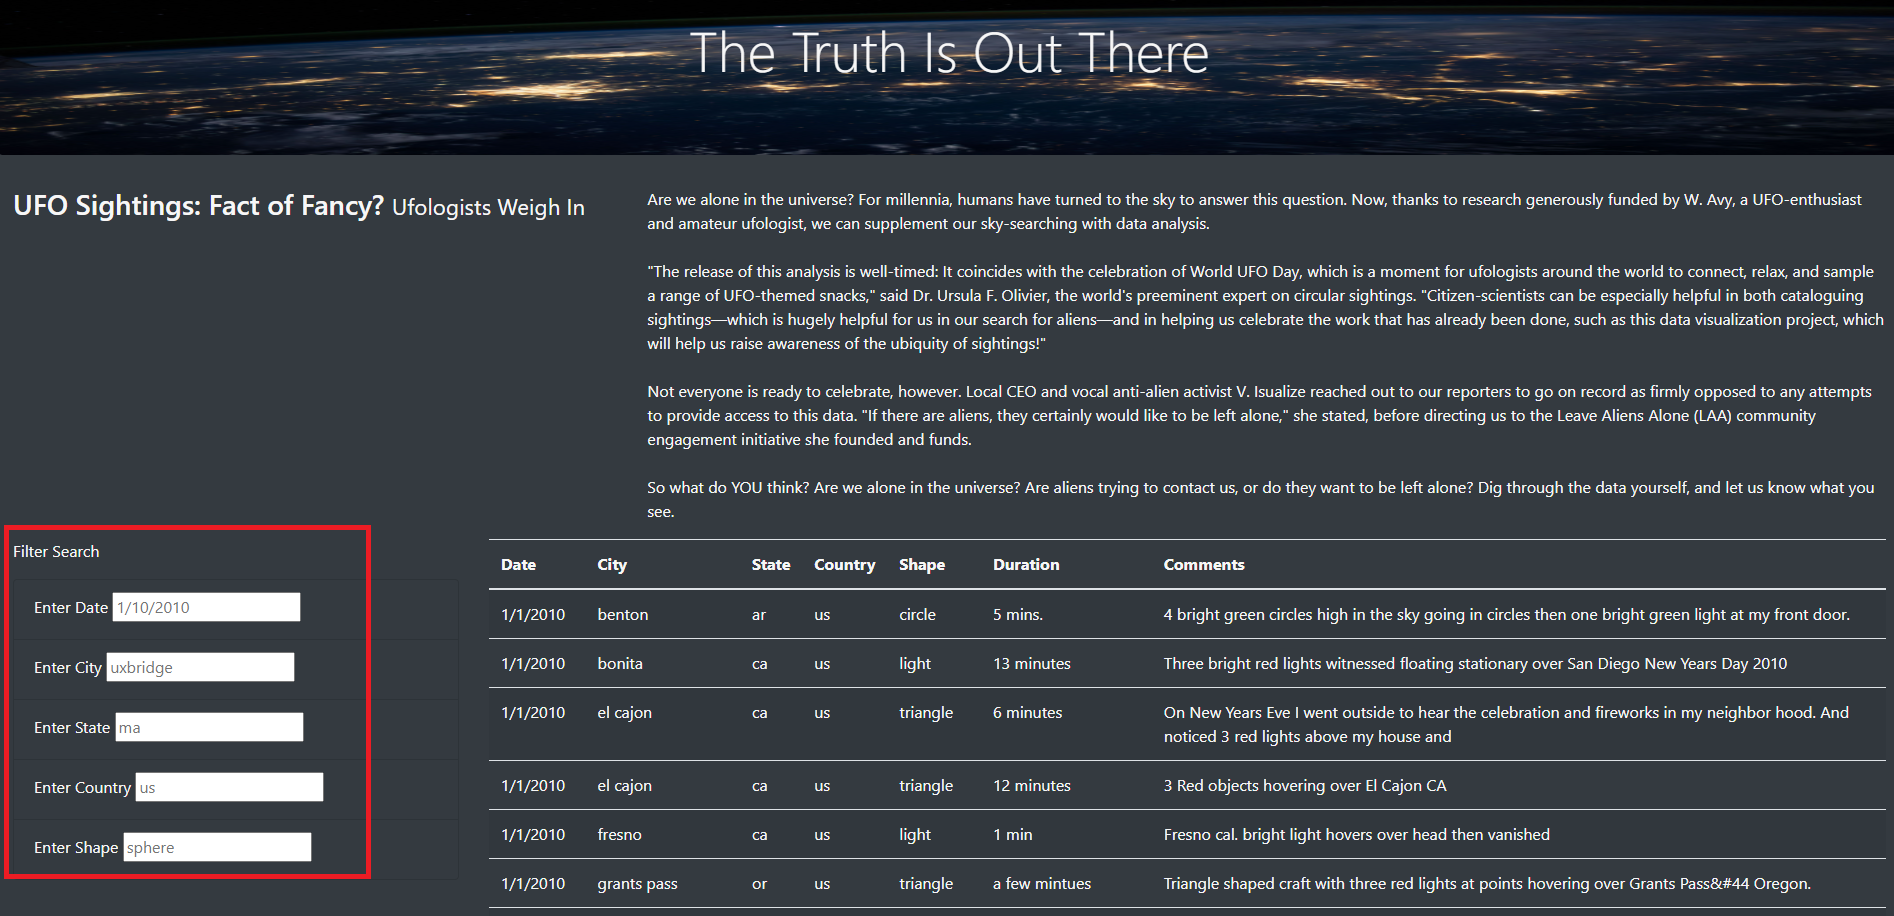 The Truth Is Out There
UFO Sightings: Fact of Fancy? Ufologists Weigh In
Are we alone in the universe? For millennia, humans have turned to the sky to answer this question. Now, thanks to research generously funded by W. Avy, a UFO-enthusiast
and amateur ufologist, we can supplement our sky-searching with data analysis.
"The release of this analysis is well-timed: It coincides with the celebration of World UFO Day, which is a moment for ufologists around the world to connect, relax, and sample
a range of UFO-themed snacks," said Dr. Ursula F. Olivier, the world's preeminent expert on circular sightings. "Citizen-scientists can be especially helpful in both cataloguing
sightings—which is hugely helpful for us in our search for aliens—and in helping us celebrate the work that has already been done, such as this data visualization project, which
will help us raise awareness of the ubiquity of sightings!"
Not everyone is ready to celebrate, however. Local CEO and vocal anti-alien activist V. Isualize reached out to our reporters to go on record as firmly opposed to any attempts
to provide access to this data. "If there are aliens, they certainly would like to be left alone," she stated, before directing us to the Leave Aliens Alone (LAA) community
engagement initiative she founded and funds.
So what do YOU think? Are we alone in the universe? Are aliens trying to contact us, or do they want to be left alone? Dig through the data yourself, and let us know what you
see.
Filter Search
Enter Date 1/10/2010
Enter City uxbridge
Enter State ma
Enter Country us
Enter Shape sphere
Date City State Country Shape Duration Comments
1/1/2010 benton ar us circle 5 mins. 4 bright green circles high in the sky going in circles then one bright green light at my front door.
1/1/2010 bonita ca us light 13 minutes Three bright red lights witnessed floating stationary over San Diego New Years Day 2010
1/1/2010 el cajon ca us triangle 6 minutes On New Years Eve I went outside to hear the celebration and fireworks in my neighbor hood. And
noticed 3 red lights above my house and
1/1/2010 el cajon ca us triangle 12 minutes 3 Red objects hovering over El Cajon CA
1/1/2010 fresno ca us light 1 min Fresno cal. bright light hovers over head then vanished
1/1/2010 grants pass or us triangle a few mintues Triangle shaped craft with three red lights at points hovering over Grants Pass&#44 Oregon.